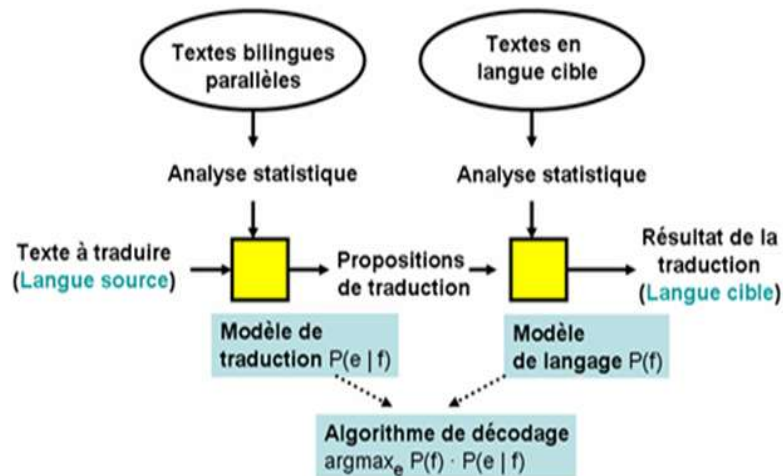 Textes bilingues
parallèles
Textes en
langue cible
Analyse statistique
Analyse statistique
Texte à traduire
(Langue source)
Propositions
de traduction
Résultat de la
traduction
(Langue cible)
Modèle de
traduction P(e | f)
Modèle
de langage P(f)
Algorithme de décodage
argmaxₑ P(f) · P(e | f)